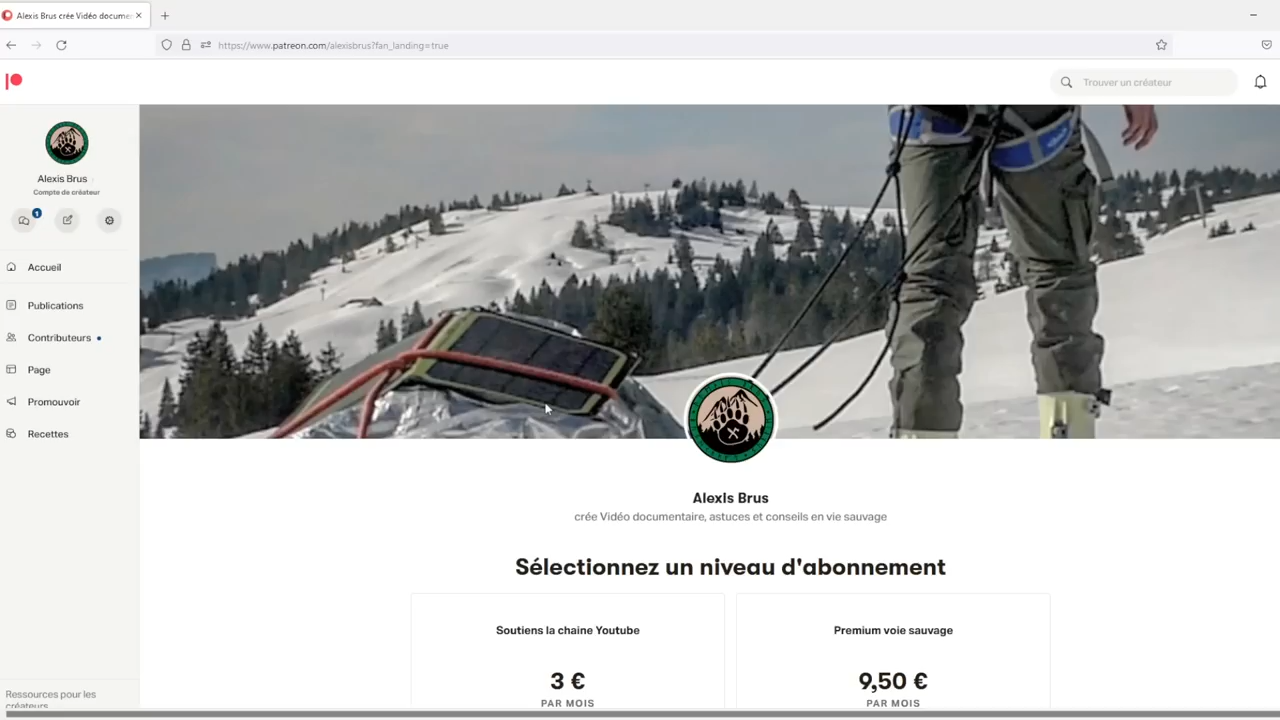 Alexis Brus crée Vidéo docume
https://www.patreon.com/alexisbrus?fan_landing=true
Trouver un créateur
Alexis Brus
Compte de créateur
1
Accueil
Publications
Contributeurs
Page
Promouvoir
Recettes
Ressources pour les
créateurs
Alexis Brus
crée Vidéo documentaire, astuces et conseils en vie sauvage
Sélectionnez un niveau d'abonnement
Soutiens la chaine Youtube
3 €
PAR MOIS
Premium voie sauvage
9,50 €
PAR MOIS